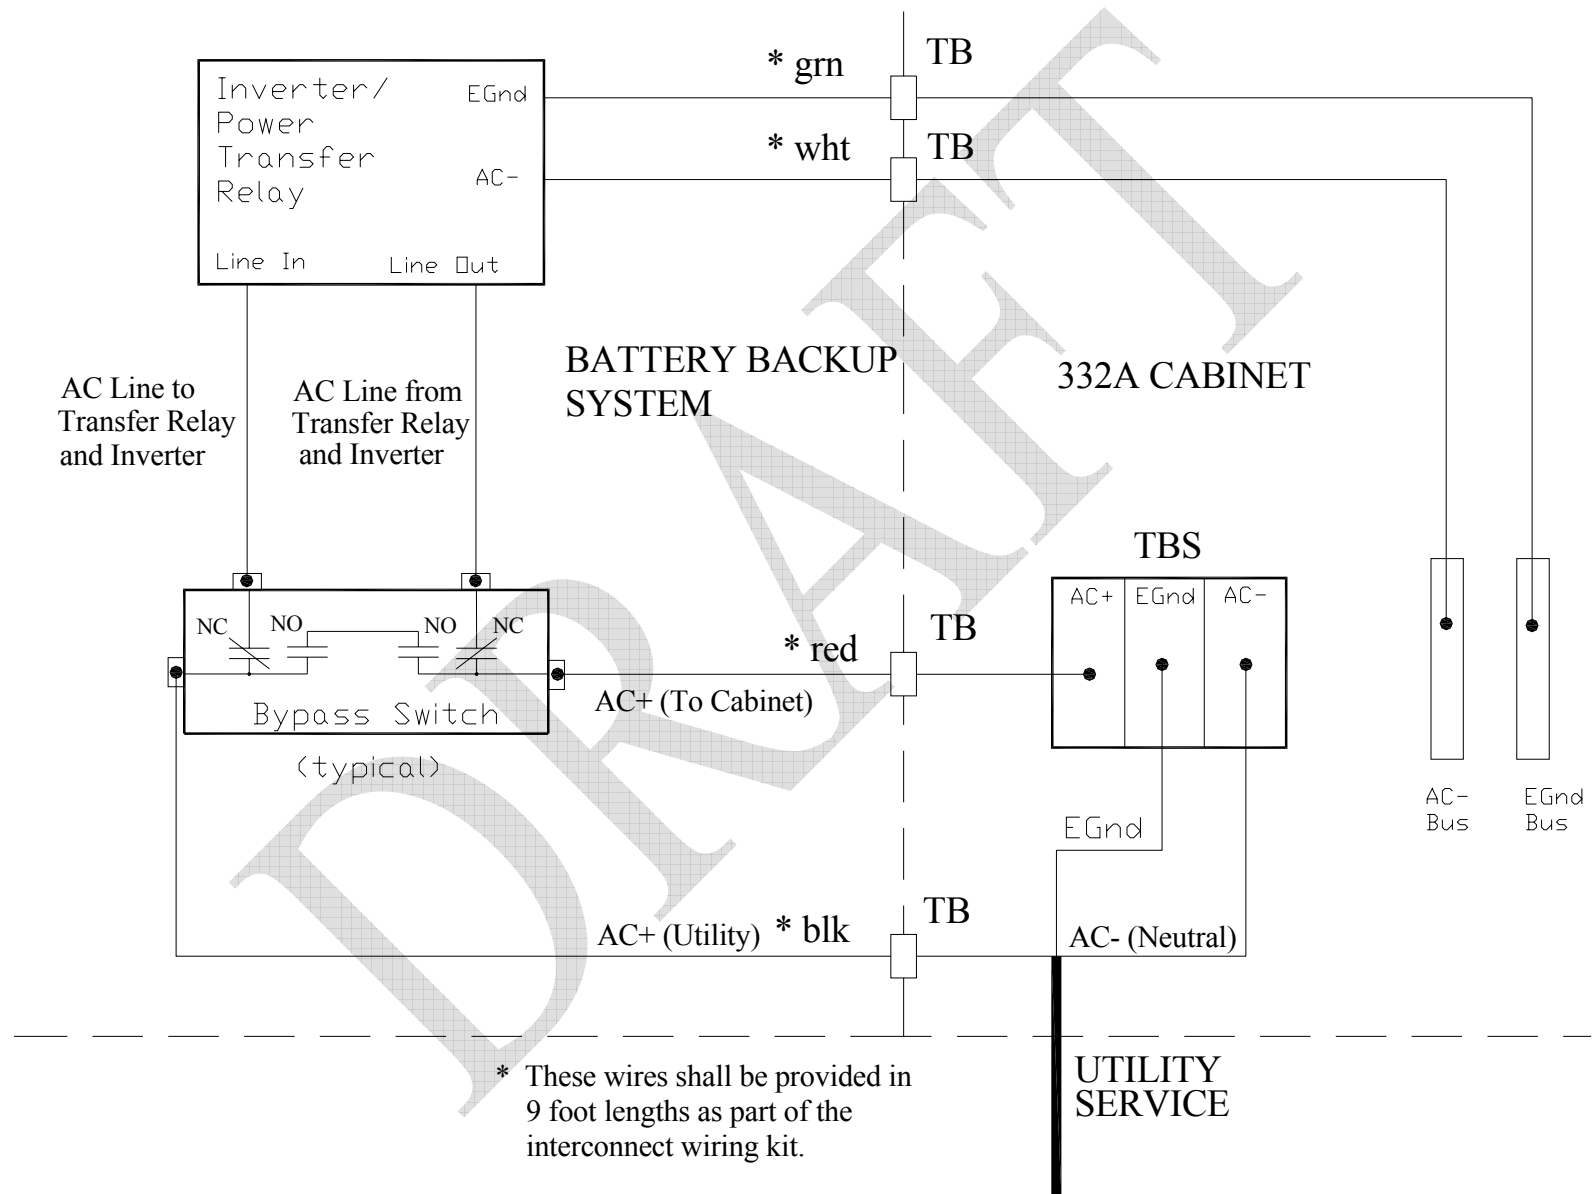 * grn
TB
Inverter/
Power
Transfer
Relay
EGnd
AC-
Line In
Line Out
* wht
TB
BATTERY BACKUP
SYSTEM
332A CABINET
AC Line to
Transfer Relay
and Inverter
AC Line from
Transfer Relay
and Inverter
TBS
AC+
EGnd
AC-
NC
NO
NO
NC
* red
TB
AC+ (To Cabinet)
Bypass Switch
(typical)
AC-
Bus
EGnd
Bus
EGnd
AC+ (Utility)
* blk
TB
AC- (Neutral)
* These wires shall be provided in
9 foot lengths as part of the
interconnect wiring kit.
UTILITY
SERVICE
DRAFT